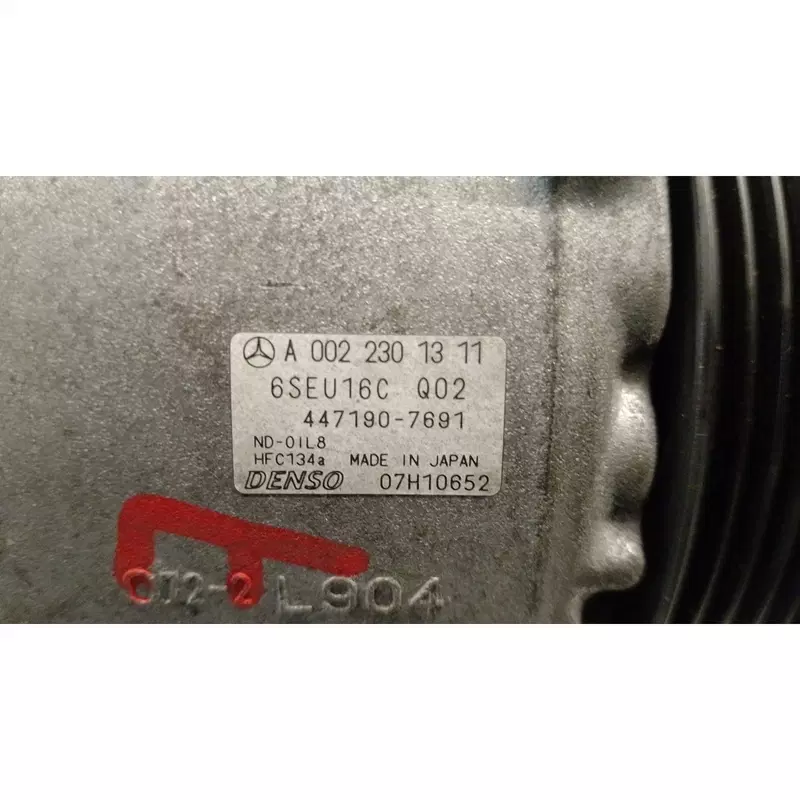 A 002 230 13 11
6SEU16C Q02
447190-7691
ND-OIL8
HFC134a MADE IN JAPAN
DENSO 07H10652
L904